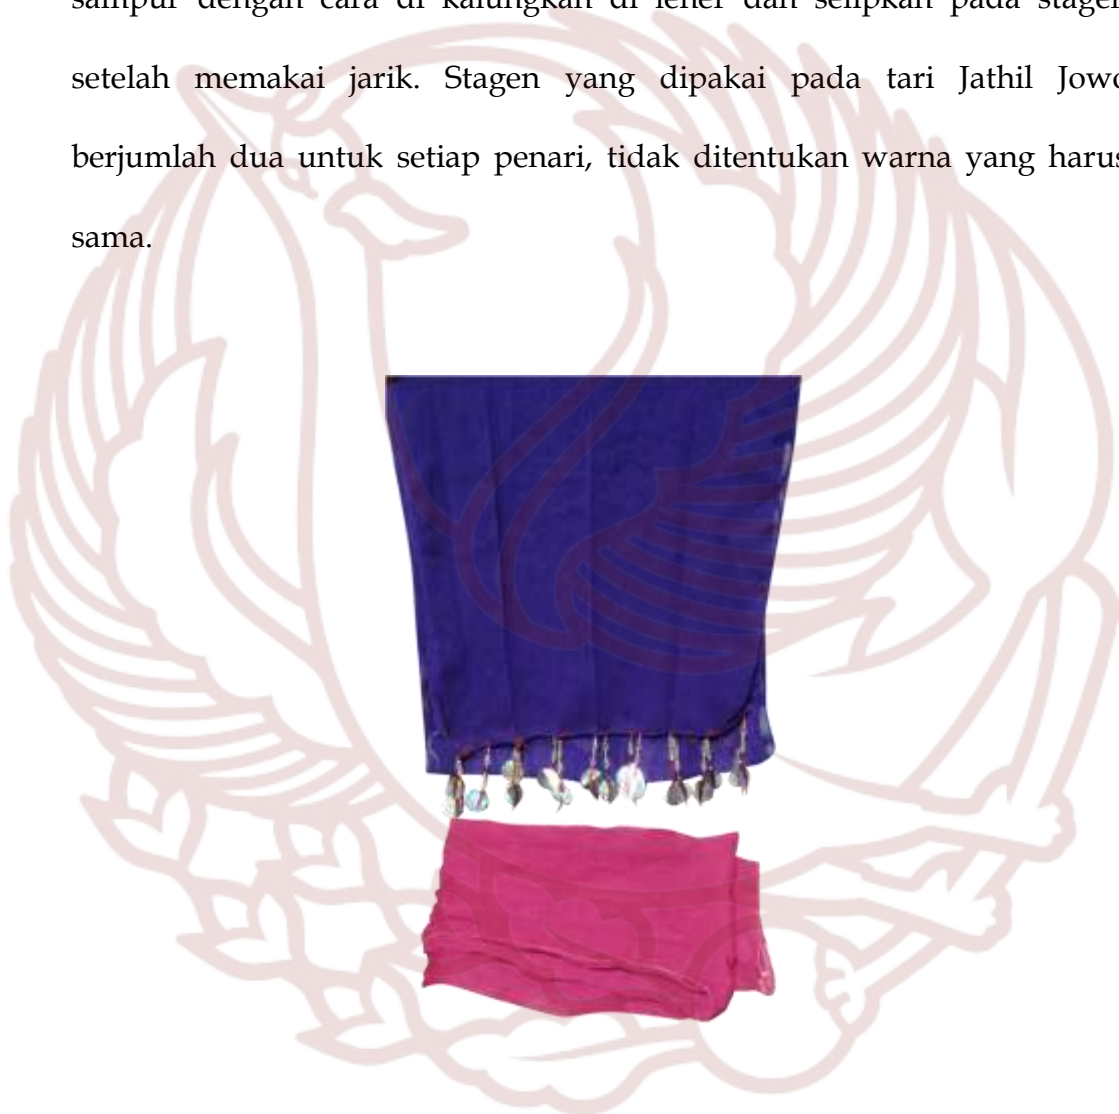 sampur dengan cara di kalungkan di leher dan selipkan pada stagen
setelah memakai jarik. Stagen yang dipakai pada tari Jathil Jowo
berjumlah dua untuk setiap penari, tidak ditentukan warna yang harus
sama.